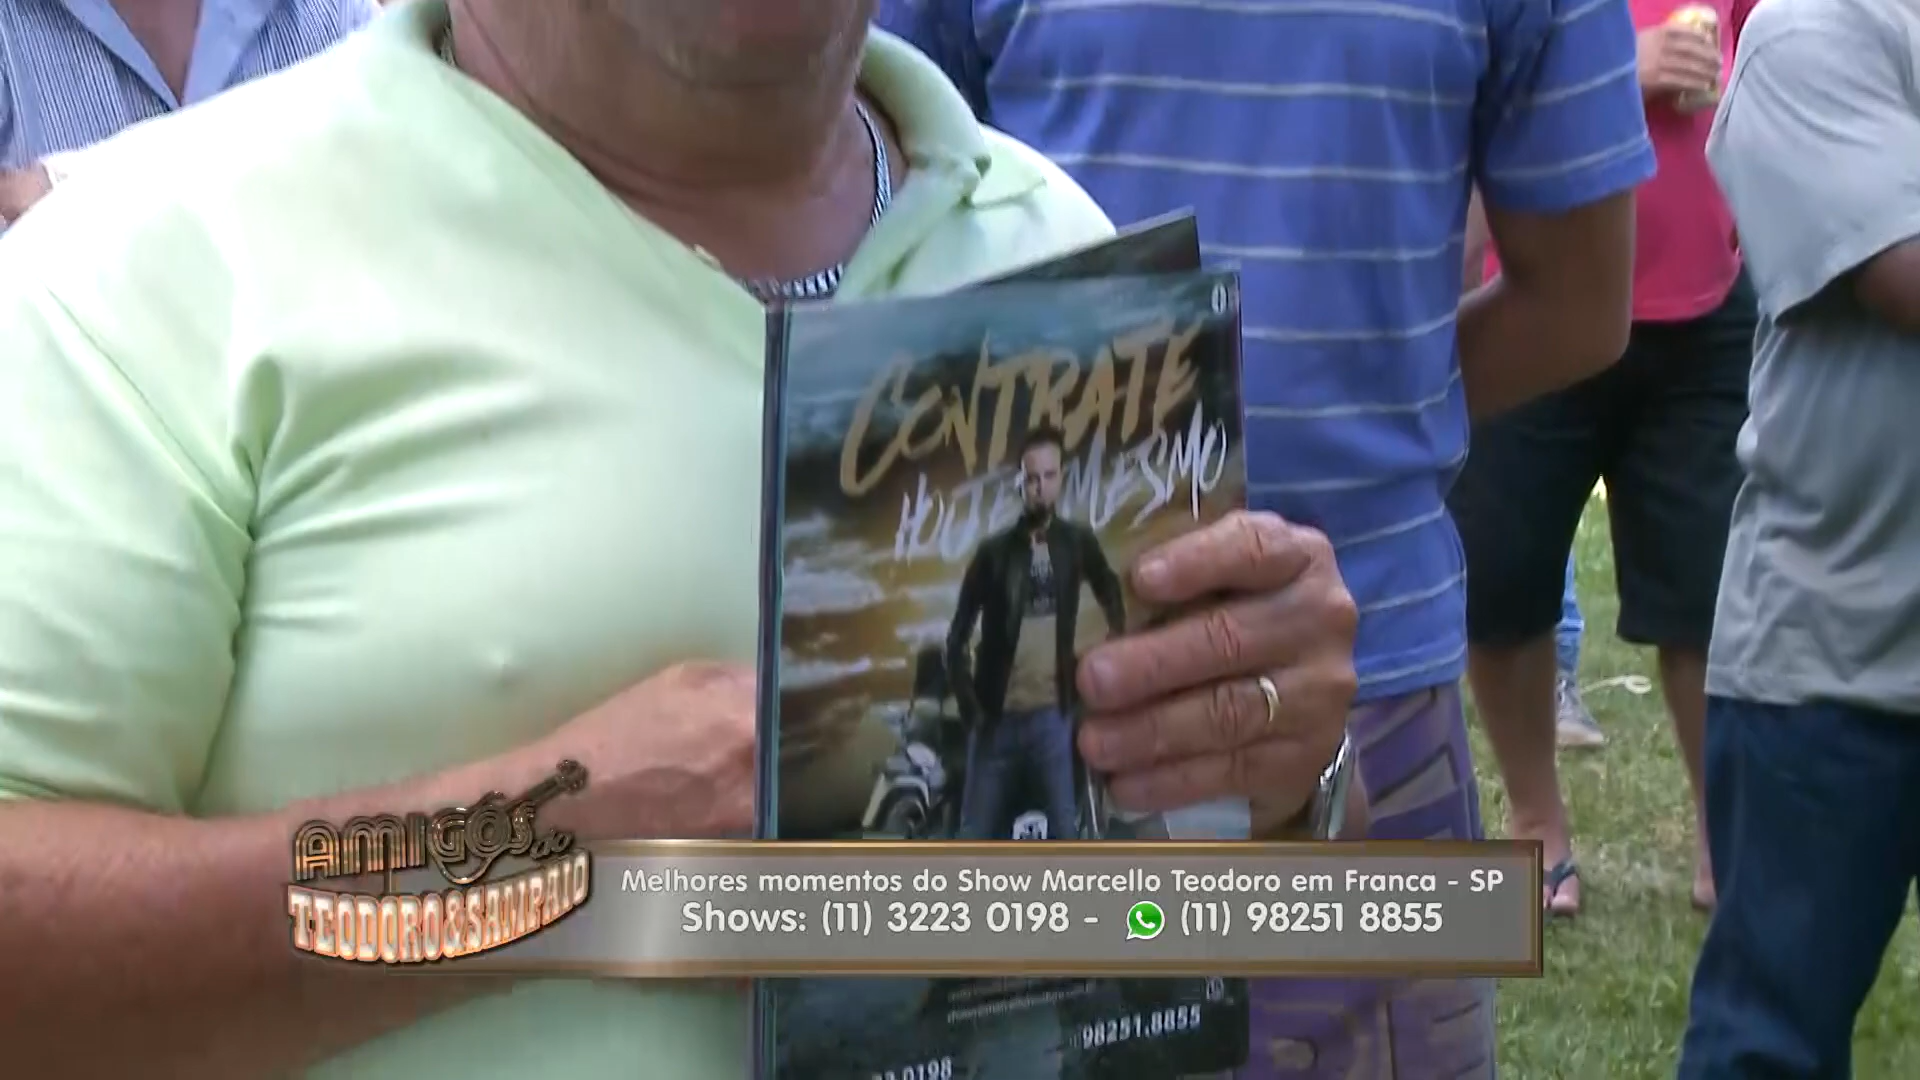 CONTRATE
HOJE MESMO
AMIGOS do
TEODORO&SAMPAIO
Melhores momentos do Show Marcello Teodoro em Franca - SP
Shows: (11) 3223 0198 - (11) 98251 8855
98251.8855
0198